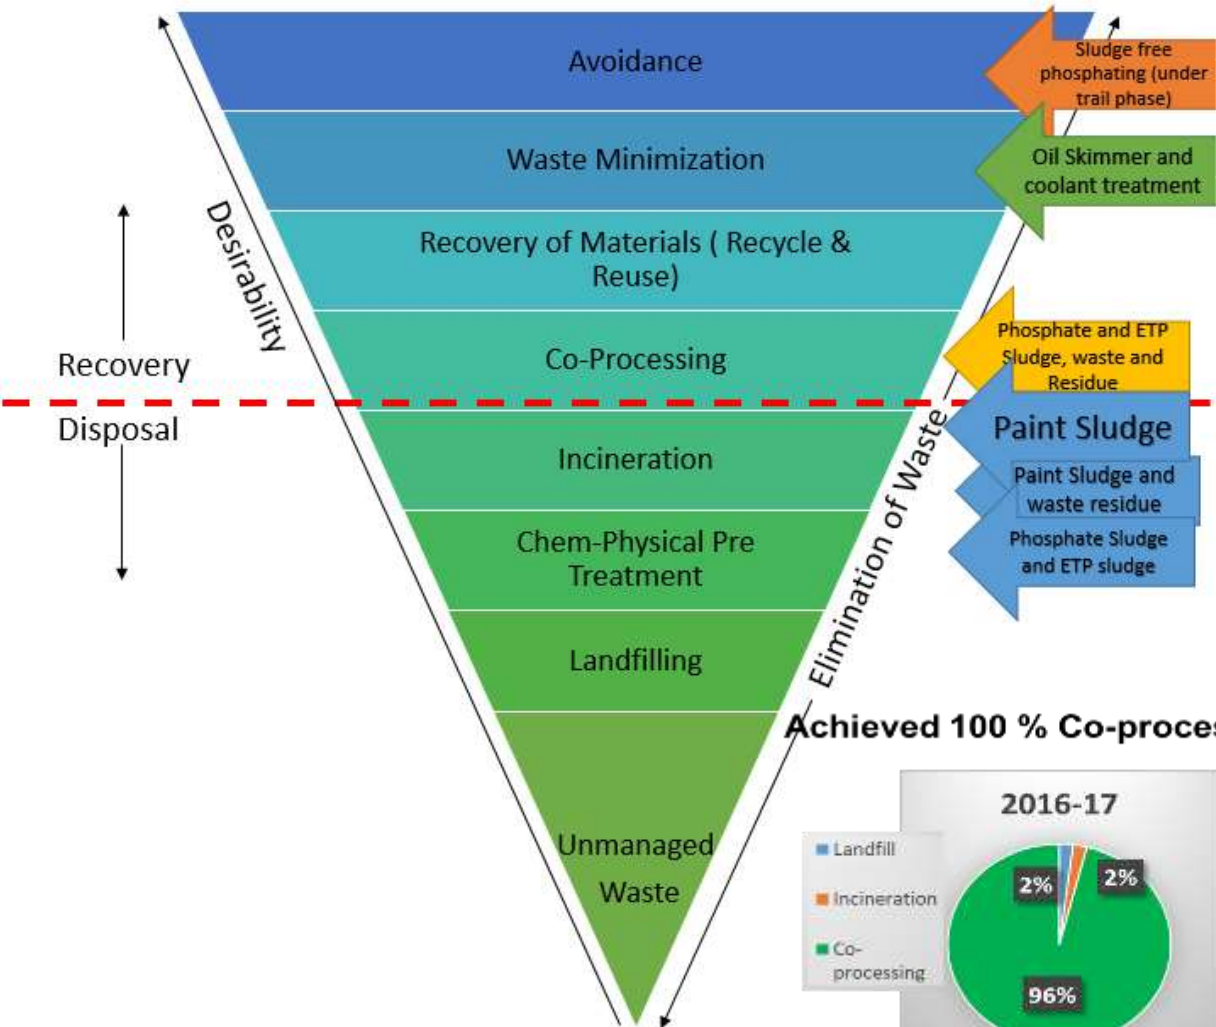 Avoidance
Waste Minimization
Recovery of Materials ( Recycle &
Reuse)
Co-Processing
Incineration
Chem-Physical Pre
Treatment
Landfilling
Unmanaged
Waste
Desirability
Elimination of Waste
Recovery
Disposal
Sludge free
phosphating (under
trail phase)
Oil Skimmer and
coolant treatment
Phosphate and ETP
Sludge, waste and
Residue
Paint Sludge
Paint Sludge and
waste residue
Phosphate Sludge
and ETP sludge
Achieved 100 % Co-proces
2016-17
Landfill
Incineration
Co-
processing
2%
2%
96%